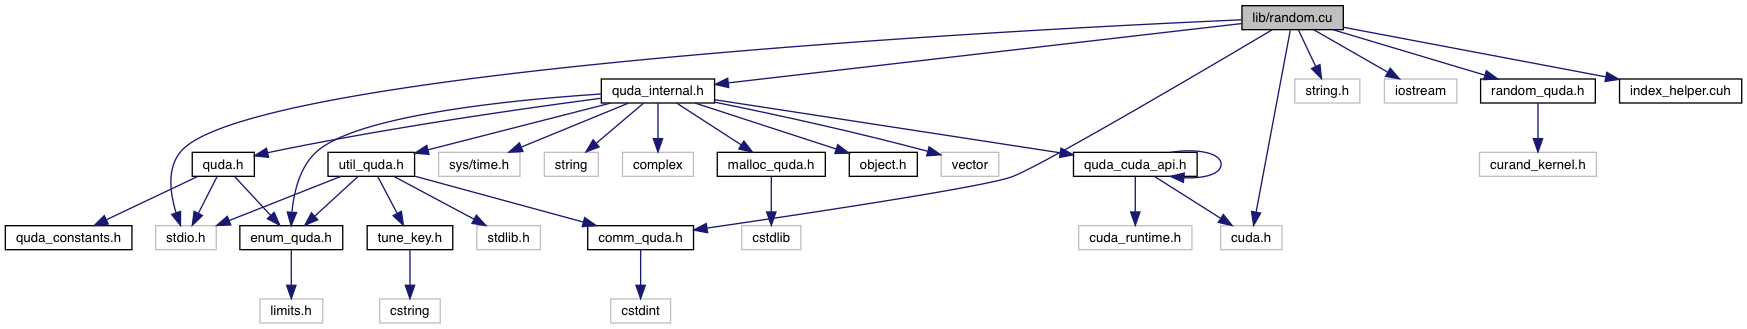 lib/random.cu
quda_internal.h
string.h
iostream
random_quda.h
index_helper.cuh
quda.h
util_quda.h
sys/time.h
string
complex
malloc_quda.h
object.h
vector
quda_cuda_api.h
curand_kernel.h
quda_constants.h
stdio.h
enum_quda.h
tune_key.h
stdlib.h
comm_quda.h
cstdlib
cuda_runtime.h
cuda.h
limits.h
cstring
cstdint